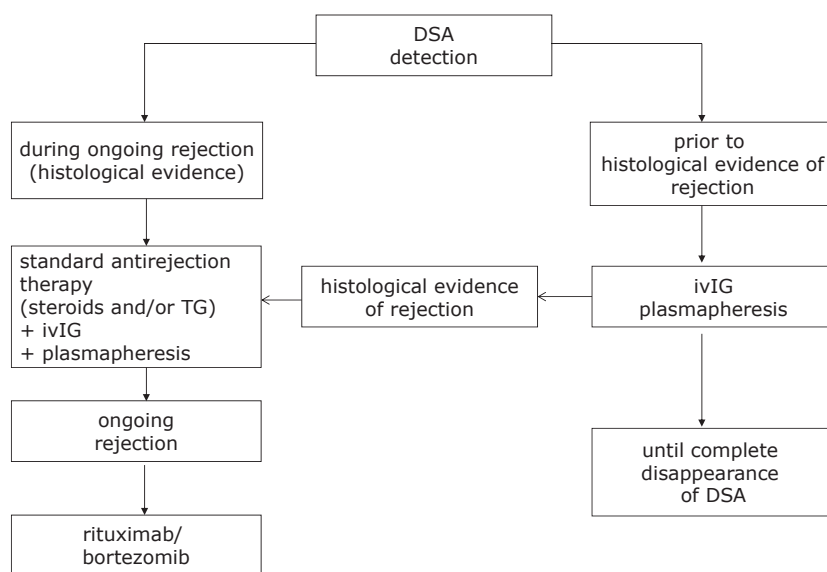 DSA
detection
during ongoing rejection
(histological evidence)
prior to
histological evidence of
rejection
standard antirejection
therapy
(steroids and/or TG)
+ ivIG
+ plasmapheresis
histological evidence
of rejection
ivIG
plasmapheresis
ongoing
rejection
until complete
disappearance
of DSA
rituximab/
bortezomib